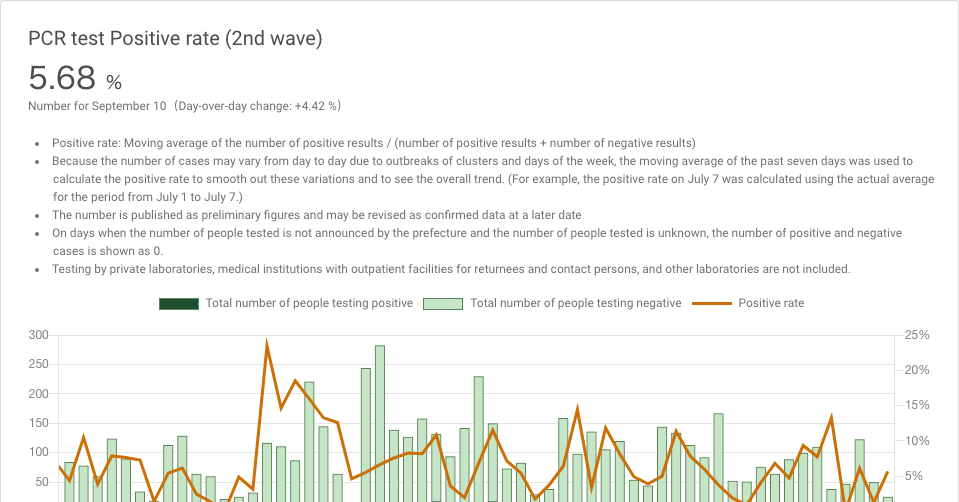 PCR test Positive rate (2nd wave)
5.68 %
Number for September 10（Day-over-day change: +4.42 %）
• Positive rate: Moving average of the number of positive results / (number of positive results + number of negative results)
• Because the number of cases may vary from day to day due to outbreaks of clusters and days of the week, the moving average of the past seven days was used to
calculate the positive rate to smooth out these variations and to see the overall trend. (For example, the positive rate on July 7 was calculated using the actual average
for the period from July 1 to July 7.)
• The number is published as preliminary figures and may be revised as confirmed data at a later date
• On days when the number of people tested is not announced by the prefecture and the number of people tested is unknown, the number of positive and negative
cases is shown as 0.
• Testing by private laboratories, medical institutions with outpatient facilities for returnees and contact persons, and other laboratories are not included.
Total number of people testing positive Total number of people testing negative Positive rate
300 25%
250 20%
200 15%
150 10%
100 5%
50